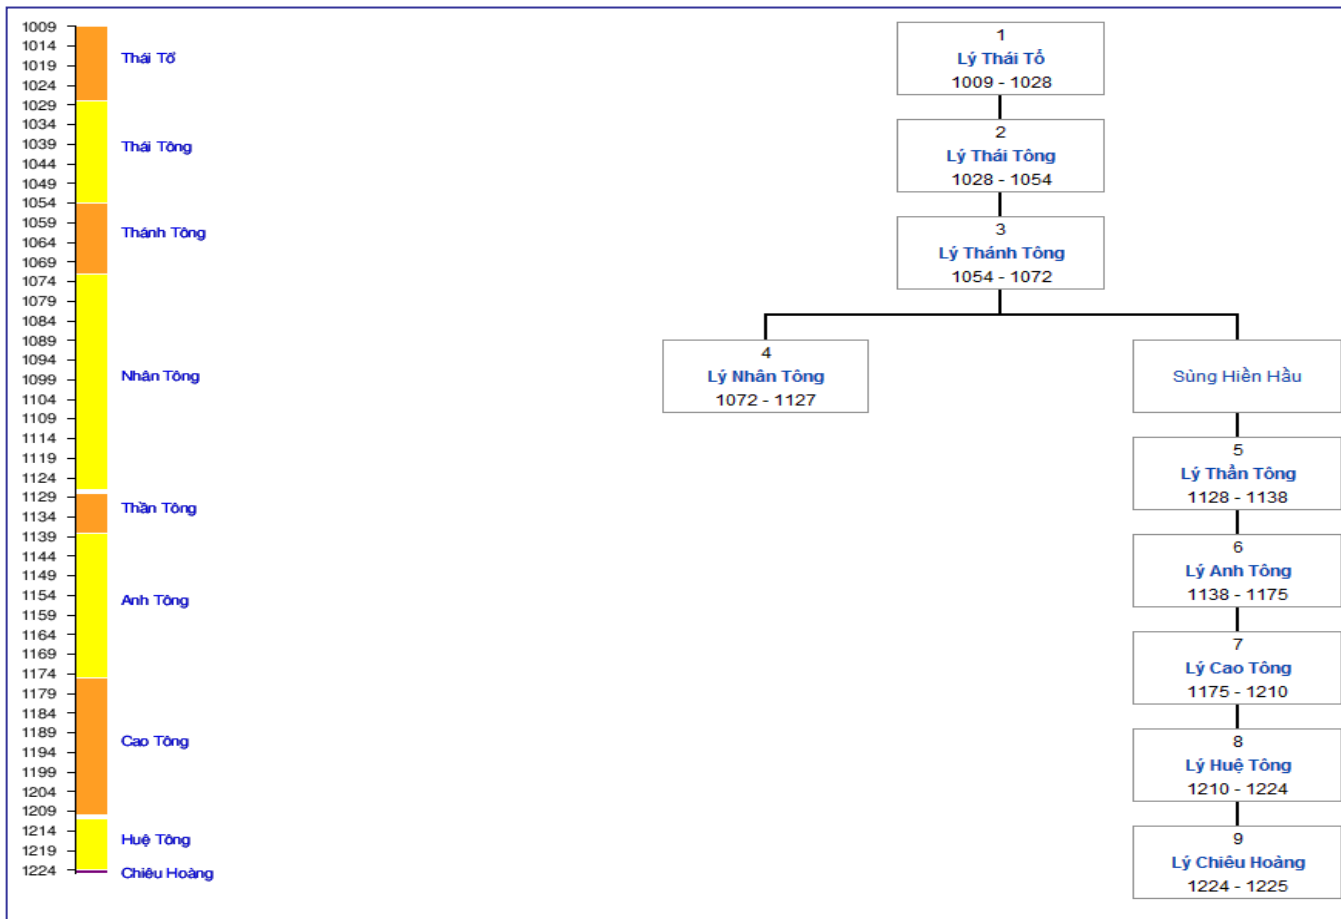 1009
1014
1019
1024
1029
1034
1039
1044
1049
1054
1059
1064
1069
1074
1079
1084
1089
1094
1099
1104
1109
1114
1119
1124
1129
1134
1139
1144
1149
1154
1159
1164
1169
1174
1179
1184
1189
1194
1199
1204
1209
1214
1219
1224
Thái Tổ
Thái Tông
Thánh Tông
Nhân Tông
Thần Tông
Anh Tông
Cao Tông
Huệ Tông
Chiêu Hoàng
1
Lý Thái Tổ
1009 - 1028
2
Lý Thái Tông
1028 - 1054
3
Lý Thánh Tông
1054 - 1072
4
Lý Nhân Tông
1072 - 1127
Sùng Hiền Hầu
5
Lý Thần Tông
1128 - 1138
6
Lý Anh Tông
1138 - 1175
7
Lý Cao Tông
1175 - 1210
8
Lý Huệ Tông
1210 - 1224
9
Lý Chiêu Hoàng
1224 - 1225